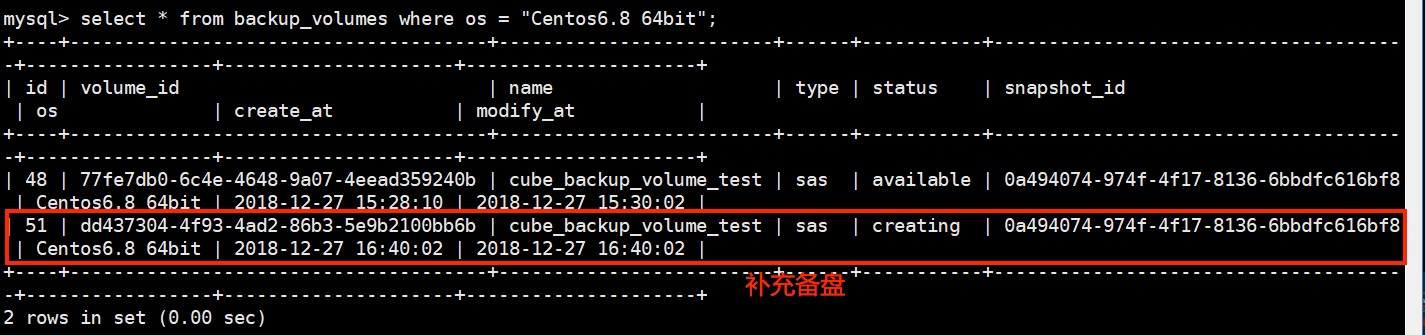 mysql> select * from backup_volumes where os = "Centos6.8 64bit";
+----+--------------------------------------+-------------------------+------+-----------+-------------------------------------
-+-----------------+---------------------+---------------------+
| id | volume_id                            | name                    | type | status    | snapshot_id
 | os              | create_at           | modify_at           |
+----+--------------------------------------+-------------------------+------+-----------+-------------------------------------
-+-----------------+---------------------+---------------------+
| 48 | 77fe7db0-6c4e-4648-9a07-4eead359240b | cube_backup_volume_test | sas  | available | 0a494074-974f-4f17-8136-6bbdfc616bf8
 | Centos6.8 64bit | 2018-12-27 15:28:10 | 2018-12-27 15:30:02 |
| 51 | dd437304-4f93-4ad2-86b3-5e9b2100bb6b | cube_backup_volume_test | sas  | creating  | 0a494074-974f-4f17-8136-6bbdfc616bf8
 | Centos6.8 64bit | 2018-12-27 16:40:02 | 2018-12-27 16:40:02 |
+----+--------------------------------------+-------------------------+------+-----------+-------------------------------------
补充备盘
-+-----------------+---------------------+---------------------+
2 rows in set (0.00 sec)